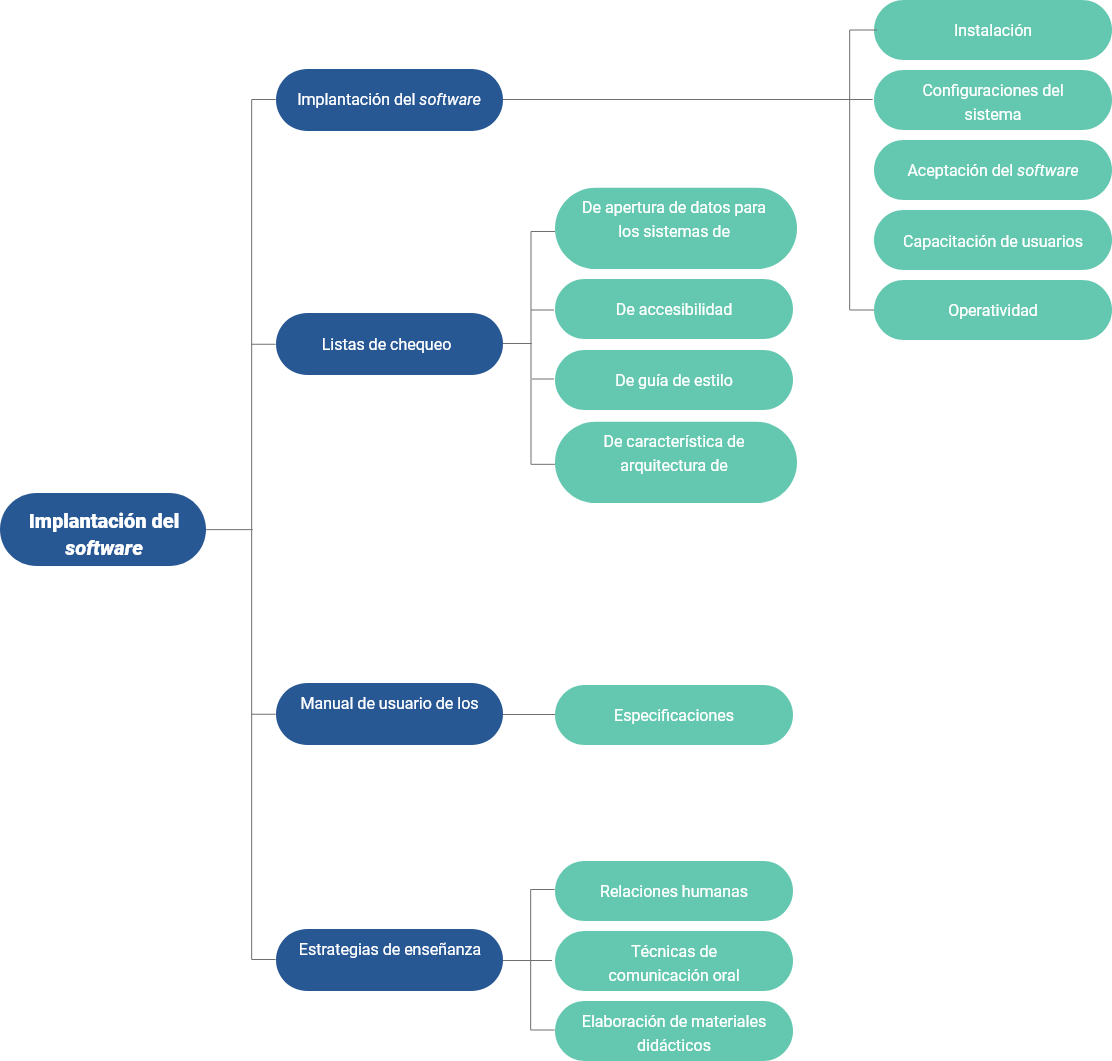 Implantación del
software
Implantación del software
Instalación
Configuraciones del
sistema
Aceptación del software
Capacitación de usuarios
Operatividad
Listas de chequeo
De apertura de datos para
los sistemas de
De accesibilidad
De guía de estilo
De característica de
arquitectura de
Manual de usuario de los
Especificaciones
Estrategias de enseñanza
Relaciones humanas
Técnicas de
comunicación oral
Elaboración de materiales
didácticos